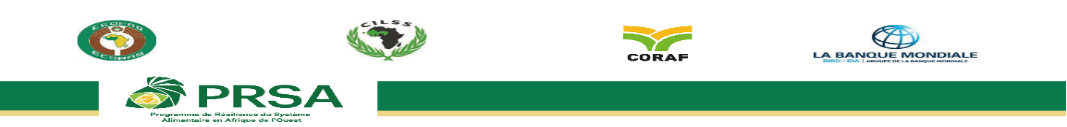 ECOWAS
CILSS
CORAF
LA BANQUE MONDIALE
BIRD • IDA | GROUPE DE LA BANQUE MONDIALE
PRSA
Programme de Résilience du Système
Alimentaire en Afrique de l'Ouest